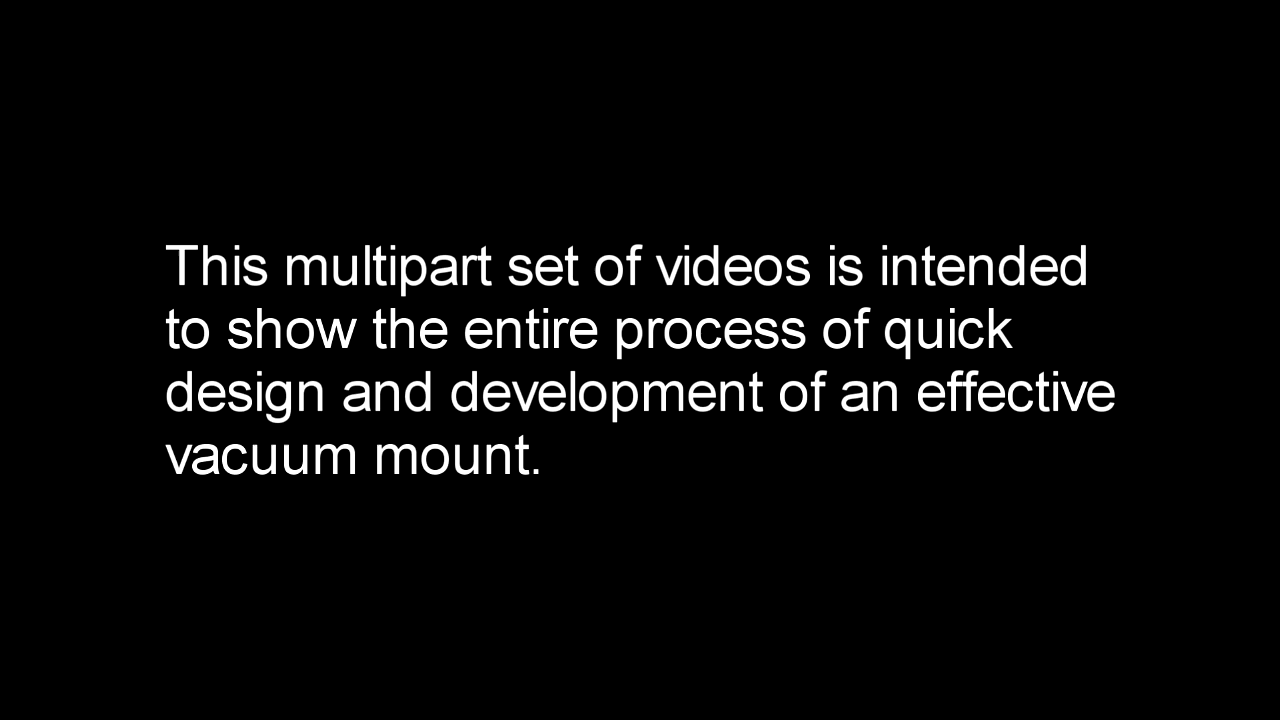 This multipart set of videos is intended
to show the entire process of quick
design and development of an effective
vacuum mount.